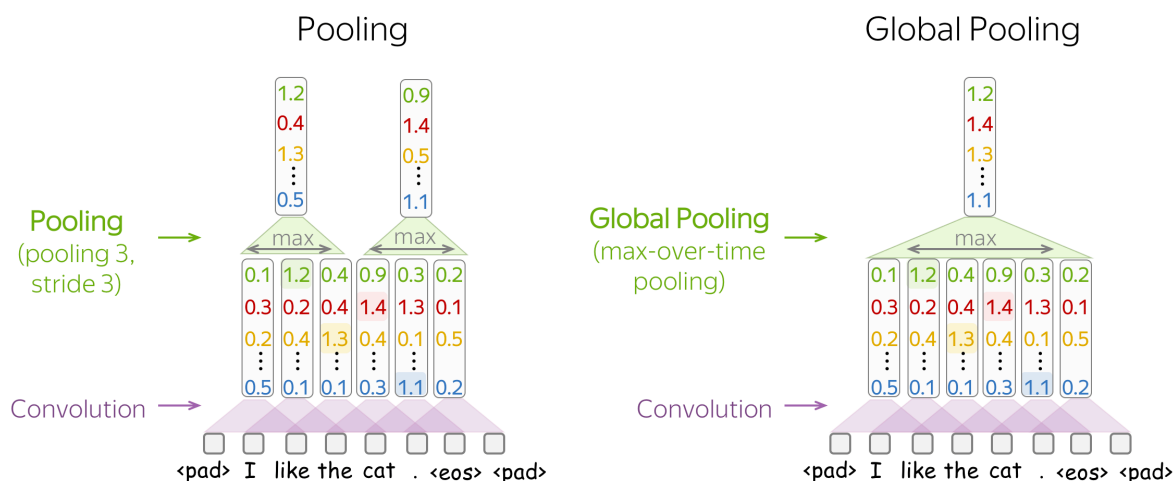 Pooling
1.2 0.9
0.4 1.4
1.3 0.5
0.5 1.1
Pooling
(pooling 3,
stride 3)
max max
0.1 1.2 0.4 0.9 0.3 0.2
0.3 0.2 0.4 1.4 1.3 0.1
0.2 0.4 1.3 0.4 0.1 0.5
0.5 0.1 0.1 0.3 1.1 0.2
Convolution
<pad> I like the cat . <eos> <pad>
Global Pooling
1.2
1.4
1.3
1.1
Global Pooling
(max-over-time
pooling)
max
0.1 1.2 0.4 0.9 0.3 0.2
0.3 0.2 0.4 1.4 1.3 0.1
0.2 0.4 1.3 0.4 0.1 0.5
0.5 0.1 0.1 0.3 1.1 0.2
Convolution
<pad> I like the cat . <eos> <pad>